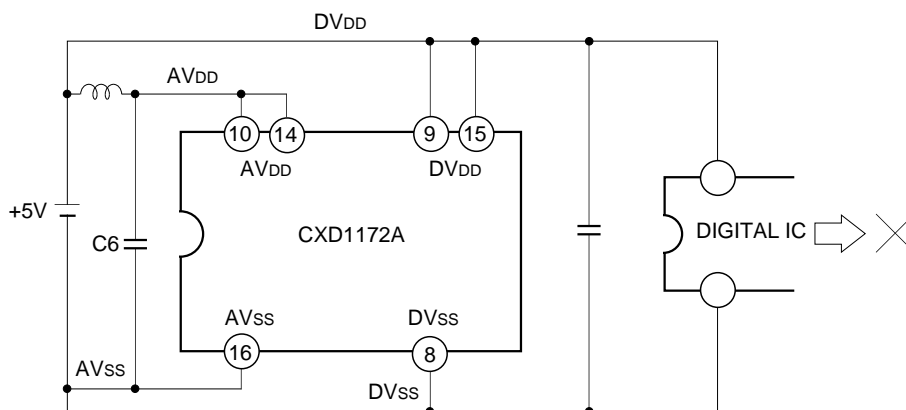 DVDD
AVDD
10 14 9 15
AVDD DVDD
+5V
C6
CXD1172A
DIGITAL IC
AVSS DVSS
16 8
AVSS
DVSS